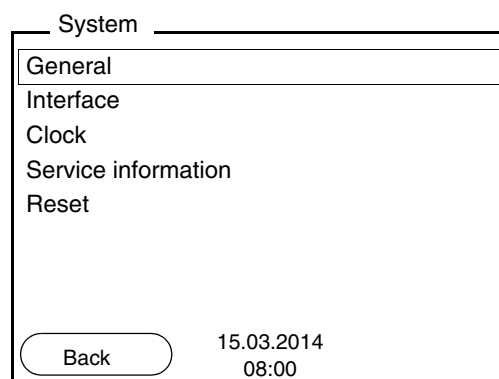 System
General
Interface
Clock
Service information
Reset
Back
15.03.2014
08:00